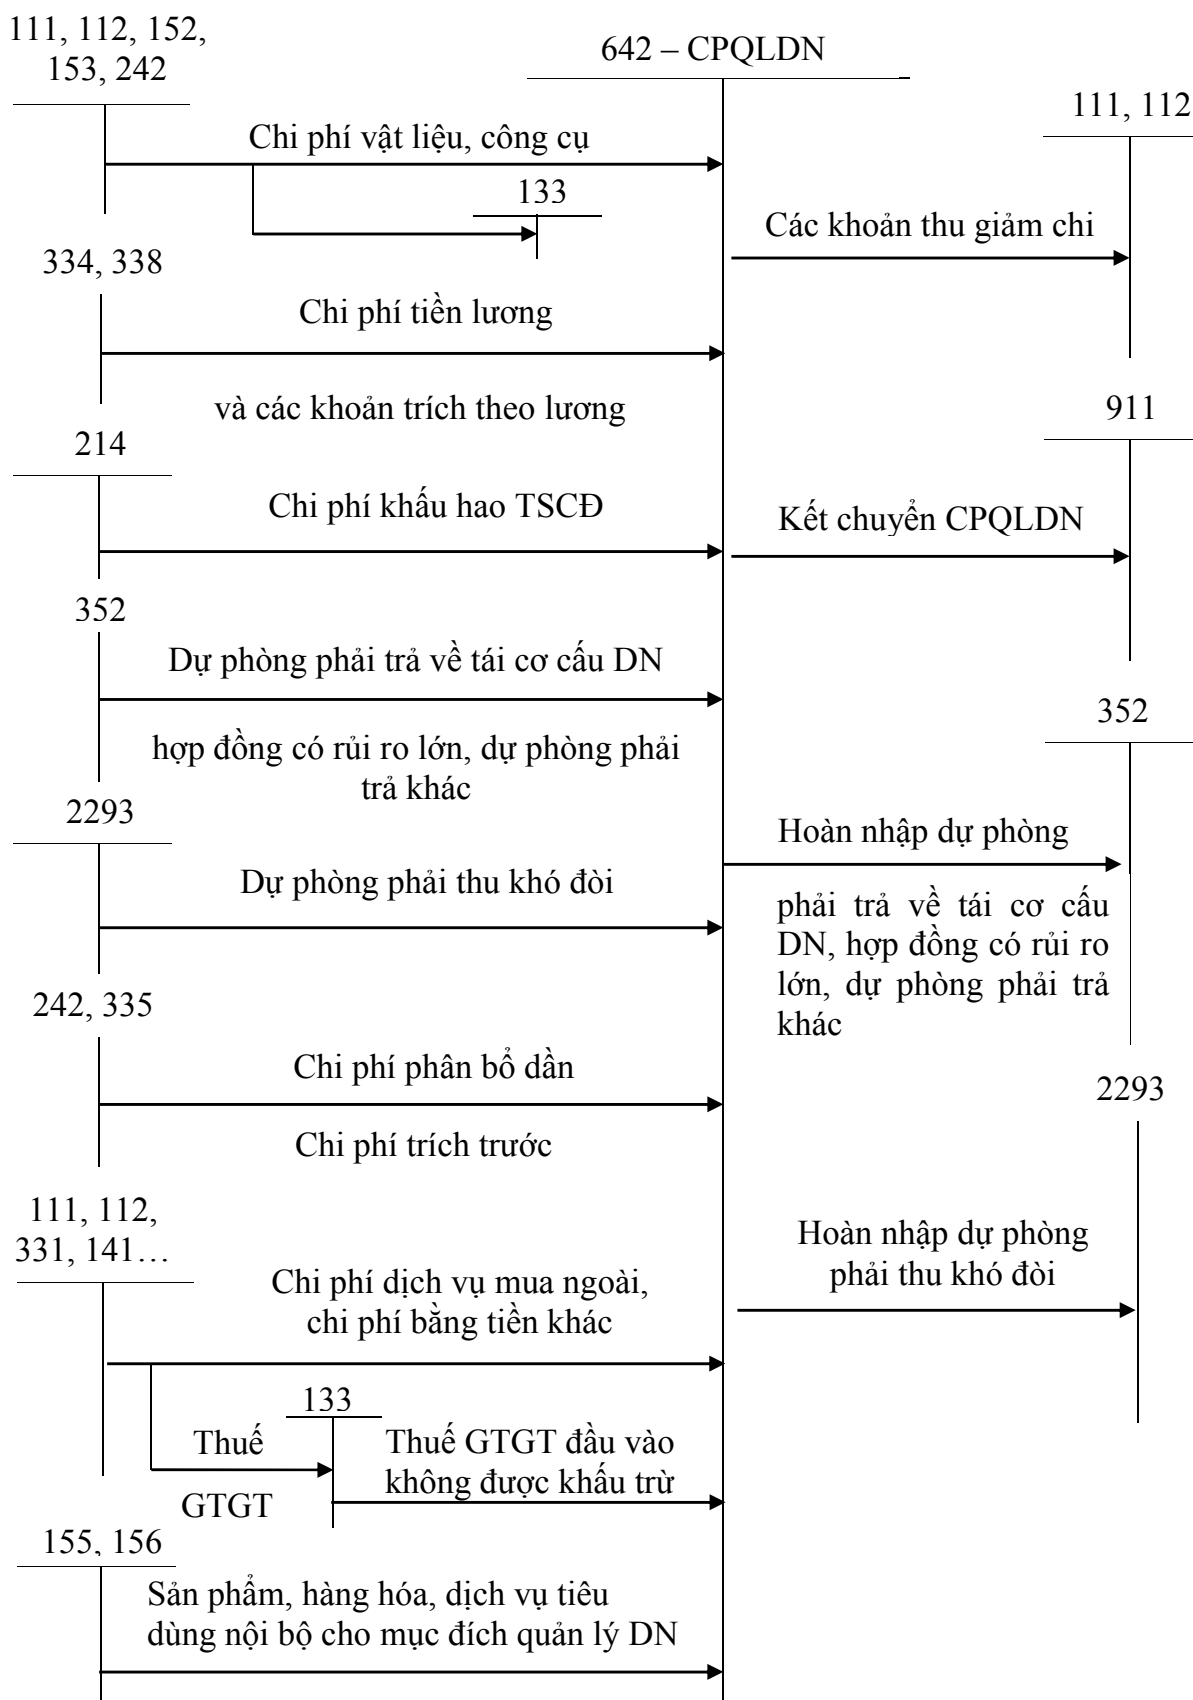 111, 112, 152,
153, 242
642 – CPQLDN
111, 112
Chi phí vật liệu, công cụ
133
Các khoản thu giảm chi
334, 338
Chi phí tiền lương
và các khoản trích theo lương
911
214
Chi phí khấu hao TSCĐ
Kết chuyển CPQLDN
352
Dự phòng phải trả về tái cơ cấu DN
hợp đồng có rủi ro lớn, dự phòng phải
trả khác
352
2293
Hoàn nhập dự phòng
phải trả về tái cơ cấu
DN, hợp đồng có rủi ro
lớn, dự phòng phải trả
khác
Dự phòng phải thu khó đòi
242, 335
Chi phí phân bổ dần
Chi phí trích trước
2293
111, 112,
331, 141…
Hoàn nhập dự phòng
phải thu khó đòi
Chi phí dịch vụ mua ngoài,
chi phí bằng tiền khác
133
Thuế
GTGT
Thuế GTGT đầu vào
không được khấu trừ
155, 156
Sản phẩm, hàng hóa, dịch vụ tiêu
dùng nội bộ cho mục đích quản lý DN